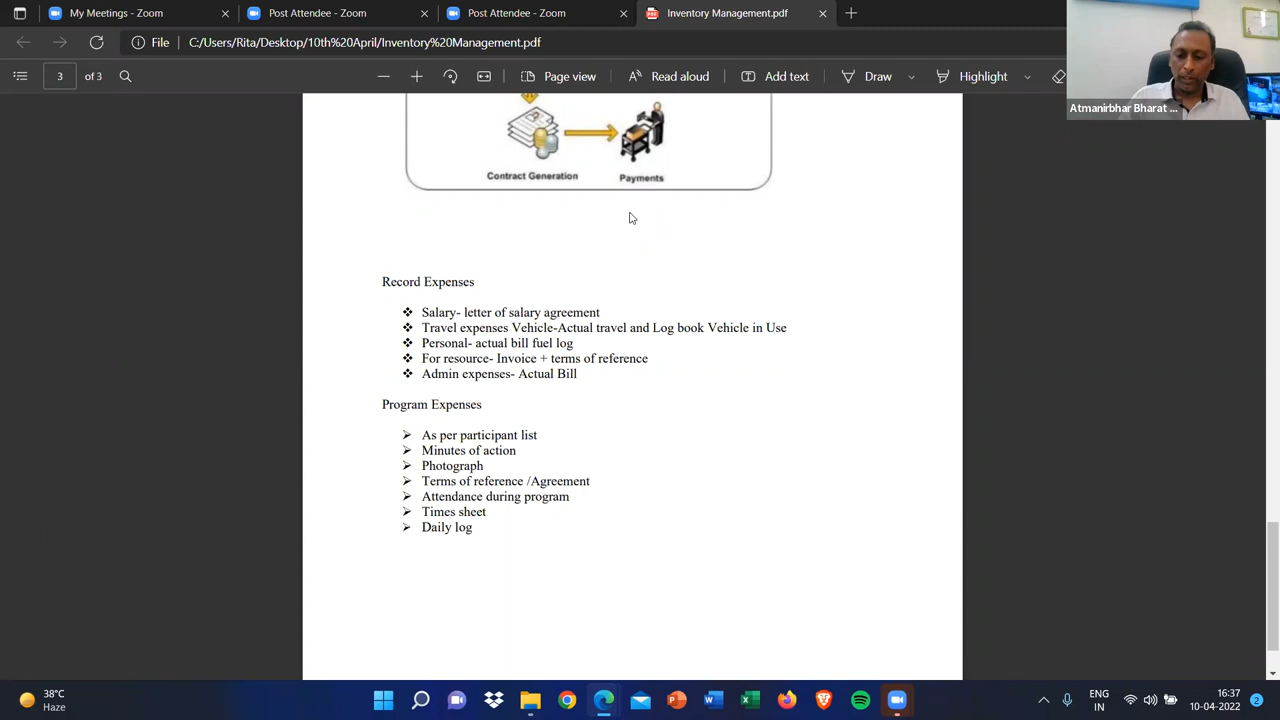 My Meetings - Zoom
Post Attendee - Zoom
Post Attendee - Zoom
Inventory Management.pdf
File
C:/Users/Rita/Desktop/10th%20April/Inventory%20Management.pdf
3 of 3
Page view
Read aloud
Add text
Draw
Highlight
Atmanirbhar Bharat ...
Contract Generation
Payments
Record Expenses
❖ Salary- letter of salary agreement
❖ Travel expenses Vehicle-Actual travel and Log book Vehicle in Use
❖ Personal- actual bill fuel log
❖ For resource- Invoice + terms of reference
❖ Admin expenses- Actual Bill
Program Expenses
➢ As per participant list
➢ Minutes of action
➢ Photograph
➢ Terms of reference /Agreement
➢ Attendance during program
➢ Times sheet
➢ Daily log
38°C
Haze
ENG
IN
16:37
10-04-2022
2